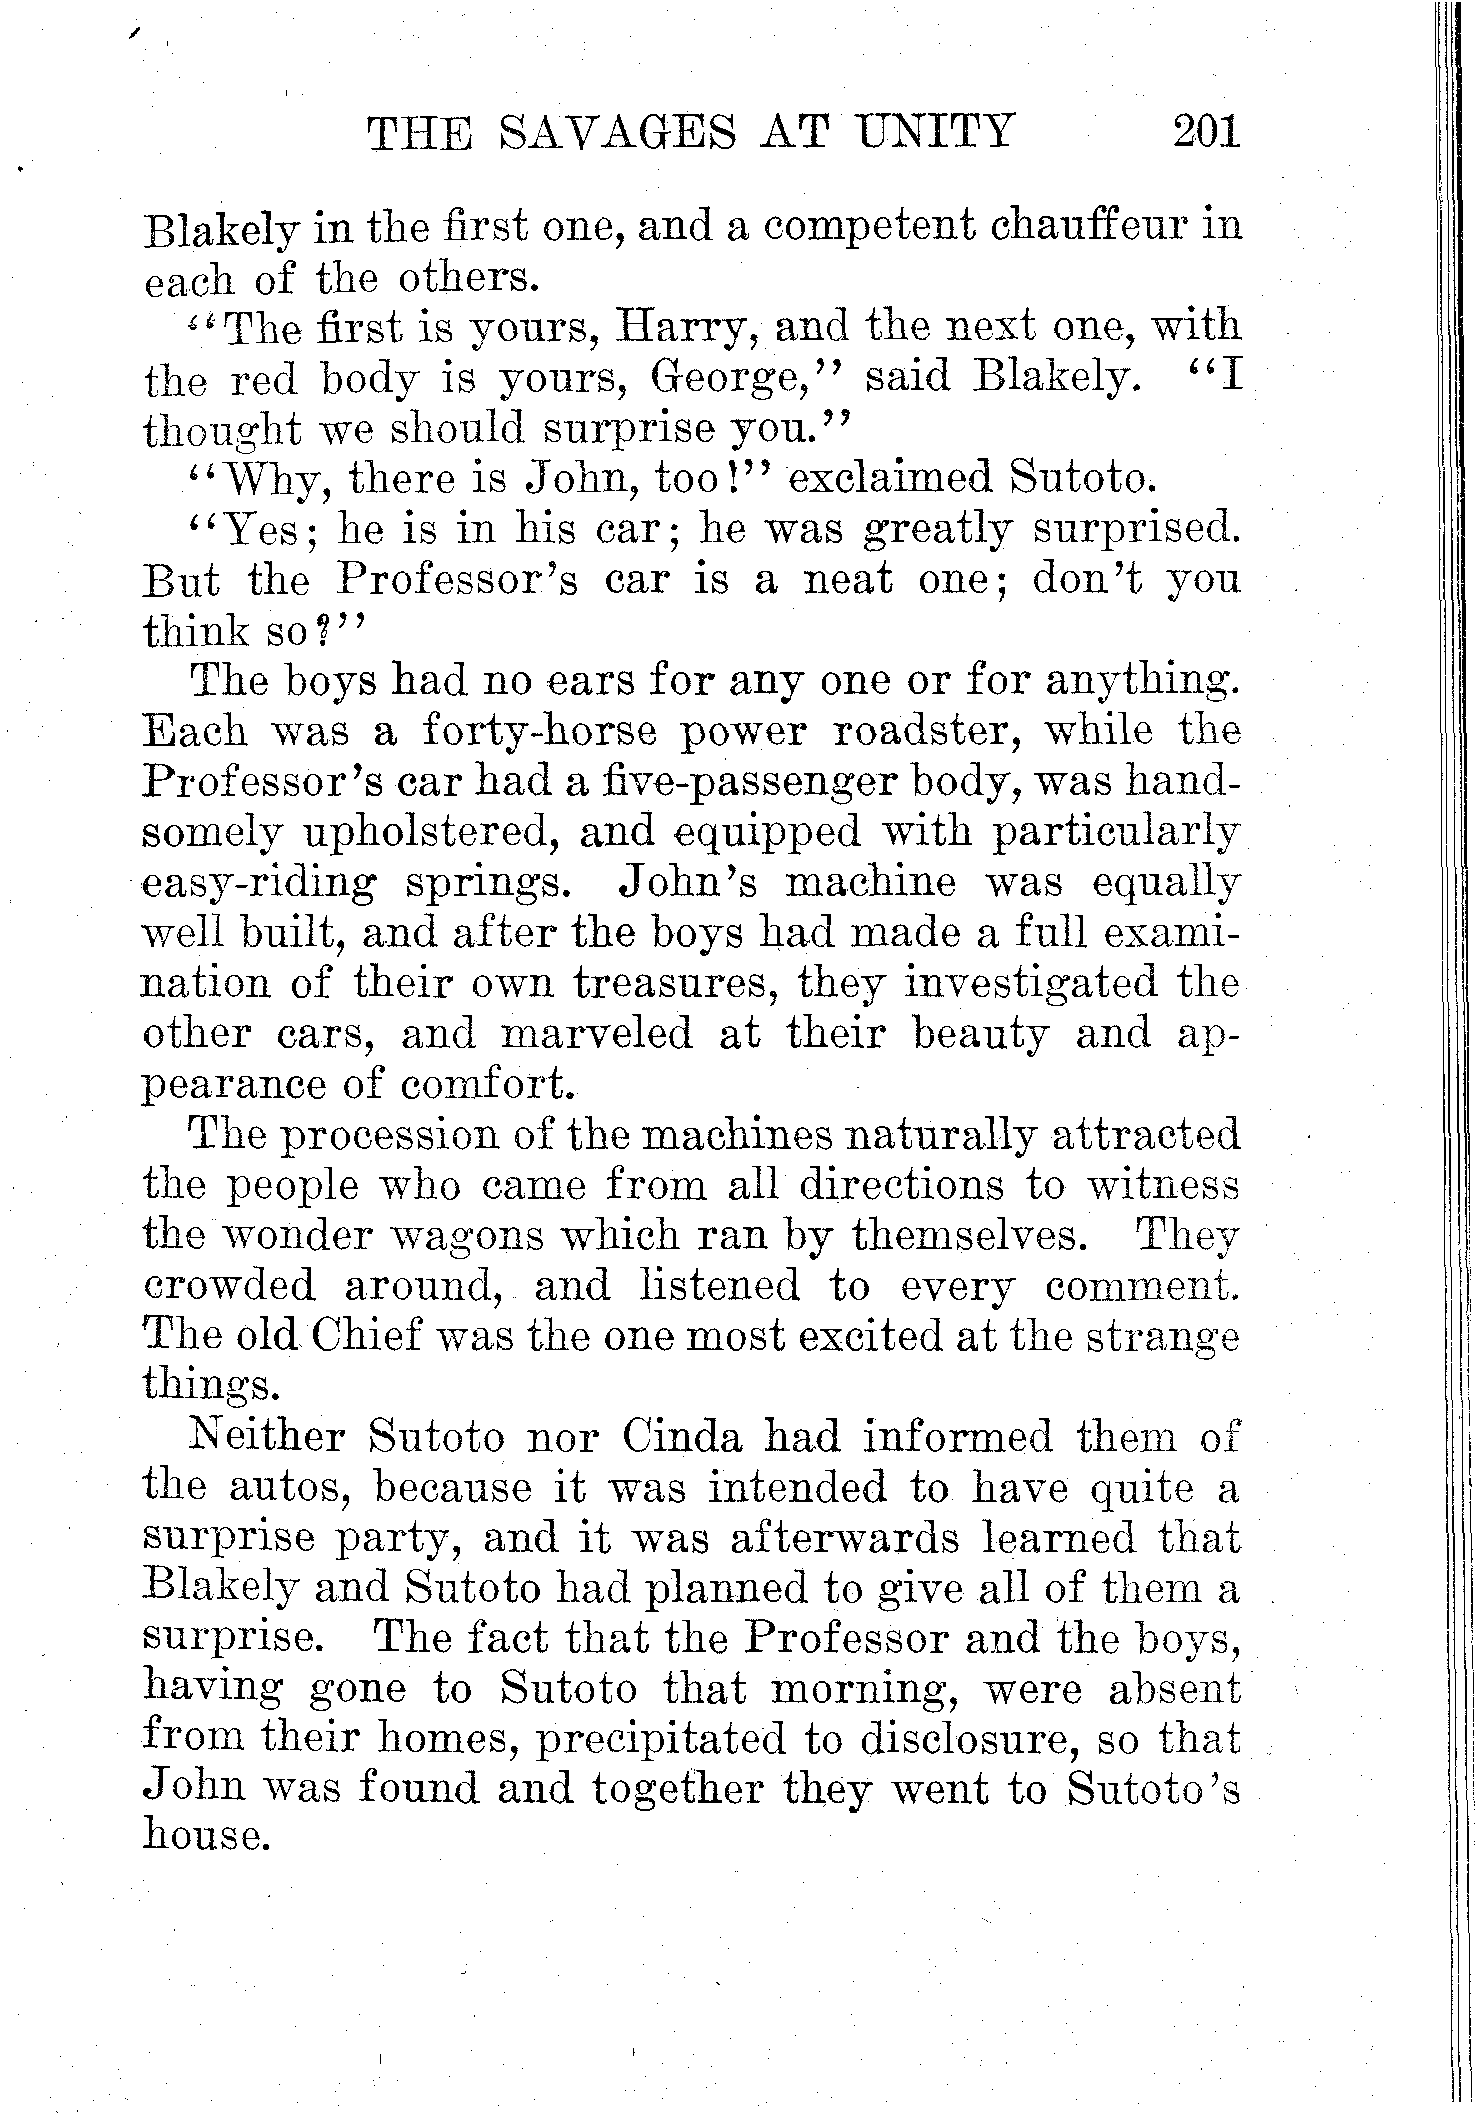 THE SAVAGES AT UNITY 201
Blakely in the first one, and a competent chauffeur in
each of the others.
"The first is yours, Harry, and the next one, with
the red body is yours, George," said Blakely. "I
thought we should surprise you."
"Why, there is John, too!" exclaimed Sutoto.
"Yes; he is in his car; he was greatly surprised.
But the Professor's car is a neat one; don't you
think so?"
The boys had no ears for any one or for anything.
Each was a forty-horse power roadster, while the
Professor's car had a five-passenger body, was hand-
somely upholstered, and equipped with particularly
easy-riding springs. John's machine was equally
well built, and after the boys had made a full exami-
nation of their own treasures, they investigated the
other cars, and marveled at their beauty and ap-
pearance of comfort.
The procession of the machines naturally attracted
the people who came from all directions to witness
the wonder wagons which ran by themselves. They
crowded around, and listened to every comment.
The old Chief was the one most excited at the strange
things.
Neither Sutoto nor Cinda had informed them of
the autos, because it was intended to have quite a
surprise party, and it was afterwards learned that
Blakely and Sutoto had planned to give all of them a
surprise. The fact that the Professor and the boys,
having gone to Sutoto that morning, were absent
from their homes, precipitated to disclosure, so that
John was found and together they went to Sutoto's
house.